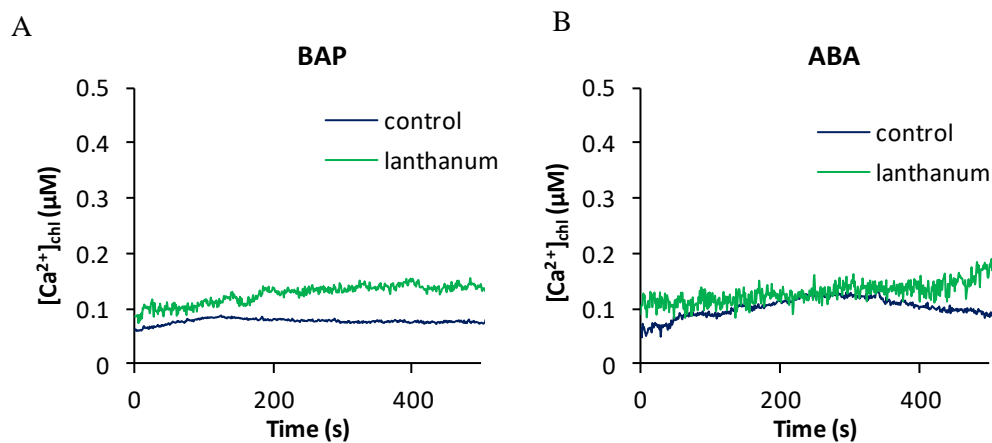 A
BAP
0.5
0.4
0.3
0.2
0.1
0
[Ca²⁺]chl (µM)
control
lanthanum
0
200
400
Time (s)
B
ABA
0.5
0.4
0.3
0.2
0.1
0
[Ca²⁺]chl (µM)
control
lanthanum
0
200
400
Time (s)